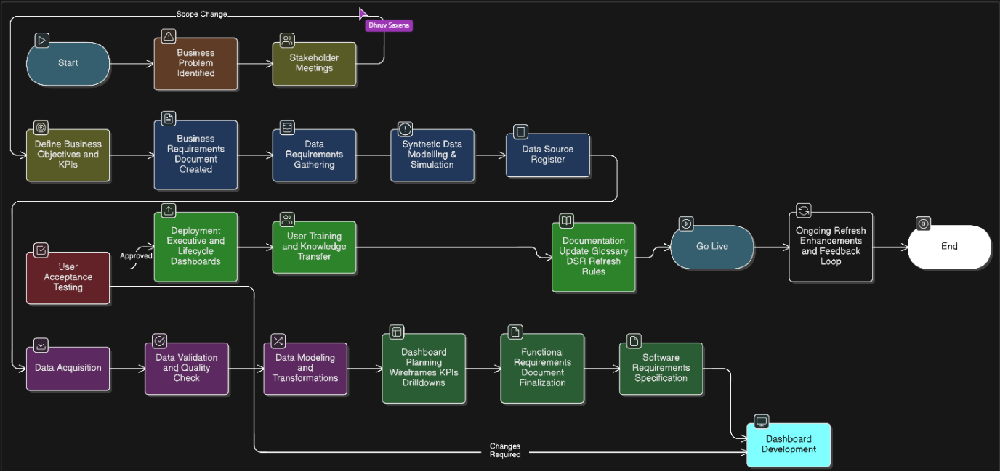 Scope Change
Dhruv Saxena
Start
Business
Problem
Identified
Stakeholder
Meetings
Define Business
Objectives and
KPIs
Business
Requirements
Document
Created
Data
Requirements
Gathering
Synthetic Data
Modelling &
Simulation
Data Source
Register
User
Acceptance
Testing
Approved
Deployment
Executive and
Lifecycle
Dashboards
User Training
and Knowledge
Transfer
Documentation
Update Glossary
DSR Refresh
Rules
Go Live
Ongoing Refresh
Enhancements
and Feedback
Loop
End
Data Acquisition
Data Validation
and Quality
Check
Data Modeling
and
Transformations
Dashboard
Planning
Wireframes KPIs
Drilldowns
Functional
Requirements
Document
Finalization
Software
Requirements
Specification
Changes
Required
Dashboard
Development